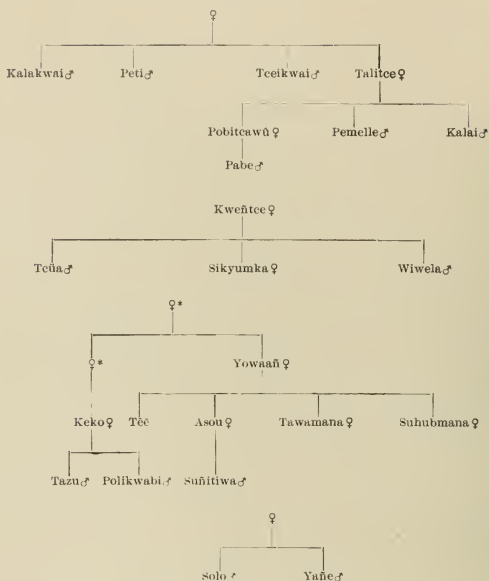 ♀
Kalakwai♂ Peti♂ Tceikwai♂ Talitce♀
Pobitcawû♀ Pemelle♂ Kalai♂
Pabe♂
Kweñtce♀
Tcüa♂ Sikyumka♀ Wiwela♂
♀*
♀* Yowaañ♀
Keko♀ Asou♀ Tawamana♀ Suhubmana♀
Tazu♂ Polikwabi♂ Suñitiwa♂
♀
Solo♂ Yañe♂